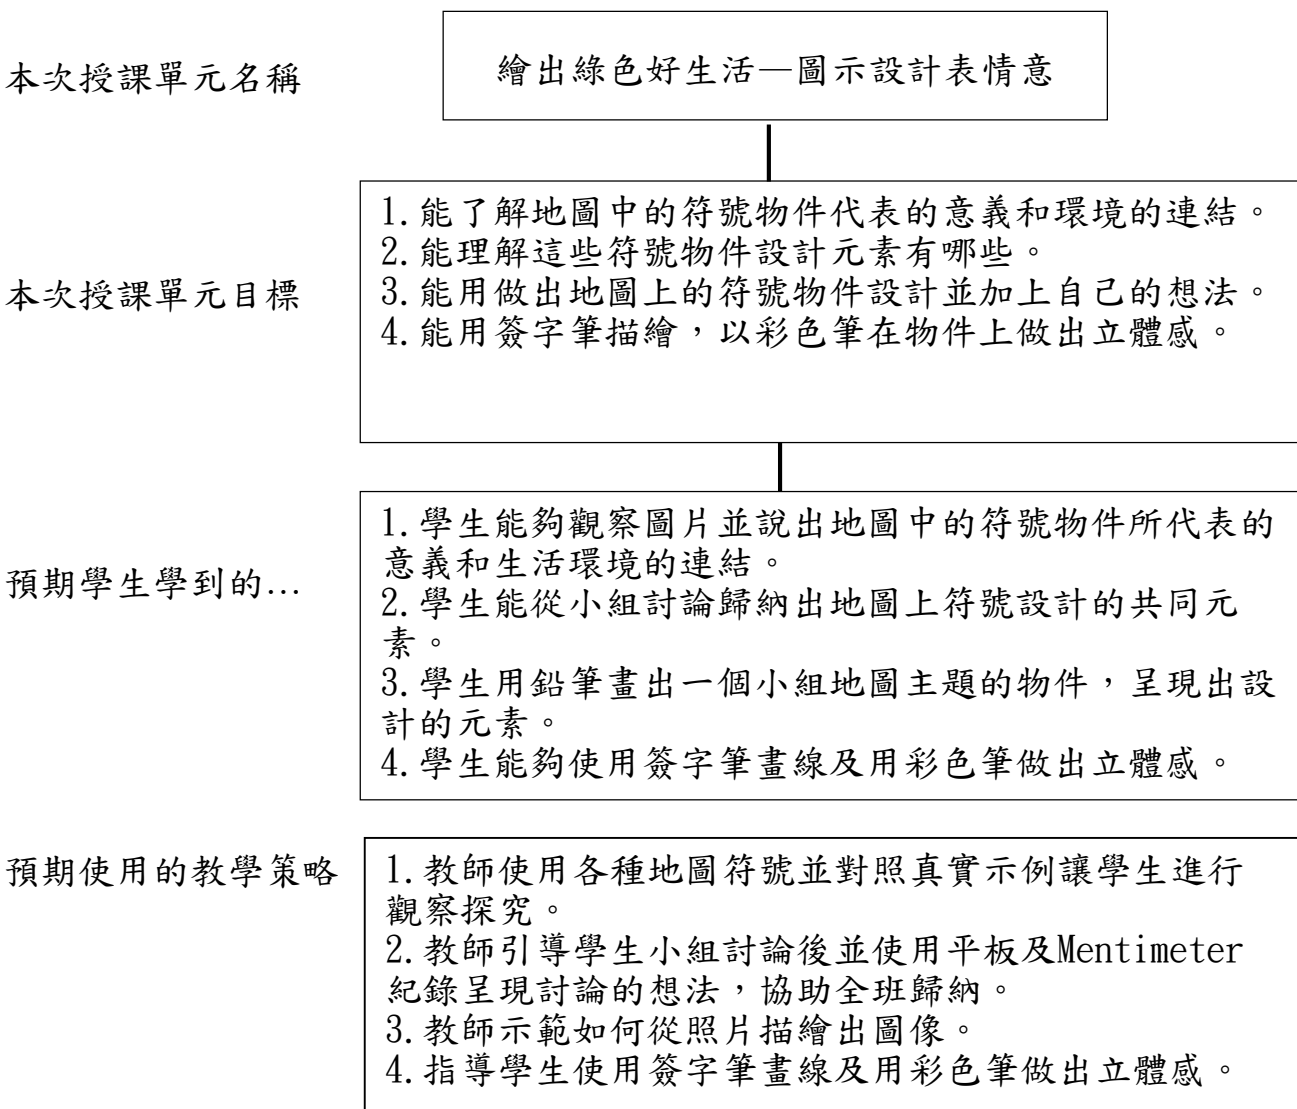 本次授課單元名稱
繪出綠色好生活—圖示設計表情意
本次授課單元目標
1.能了解地圖中的符號物件代表的意義和環境的連結。
2.能理解這些符號物件設計元素有哪些。
3.能用做出地圖上的符號物件設計並加上自己的想法。
4.能用簽字筆描繪，以彩色筆在物件上做出立體感。
預期學生學到的…
1.學生能夠觀察圖片並說出地圖中的符號物件所代表的
意義和生活環境的連結。
2.學生能從小組討論歸納出地圖上符號設計的共同元
素。
3.學生用鉛筆畫出一個小組地圖主題的物件，呈現出設
計的元素。
4.學生能夠使用簽字筆畫線及用彩色筆做出立體感。
預期使用的教學策略
1.教師使用各種地圖符號並對照真實示例讓學生進行
觀察探究。
2.教師引導學生小組討論後並使用平板及Mentimeter
紀錄呈現討論的想法，協助全班歸納。
3.教師示範如何從照片描繪出圖像。
4.指導學生使用簽字筆畫線及用彩色筆做出立體感。